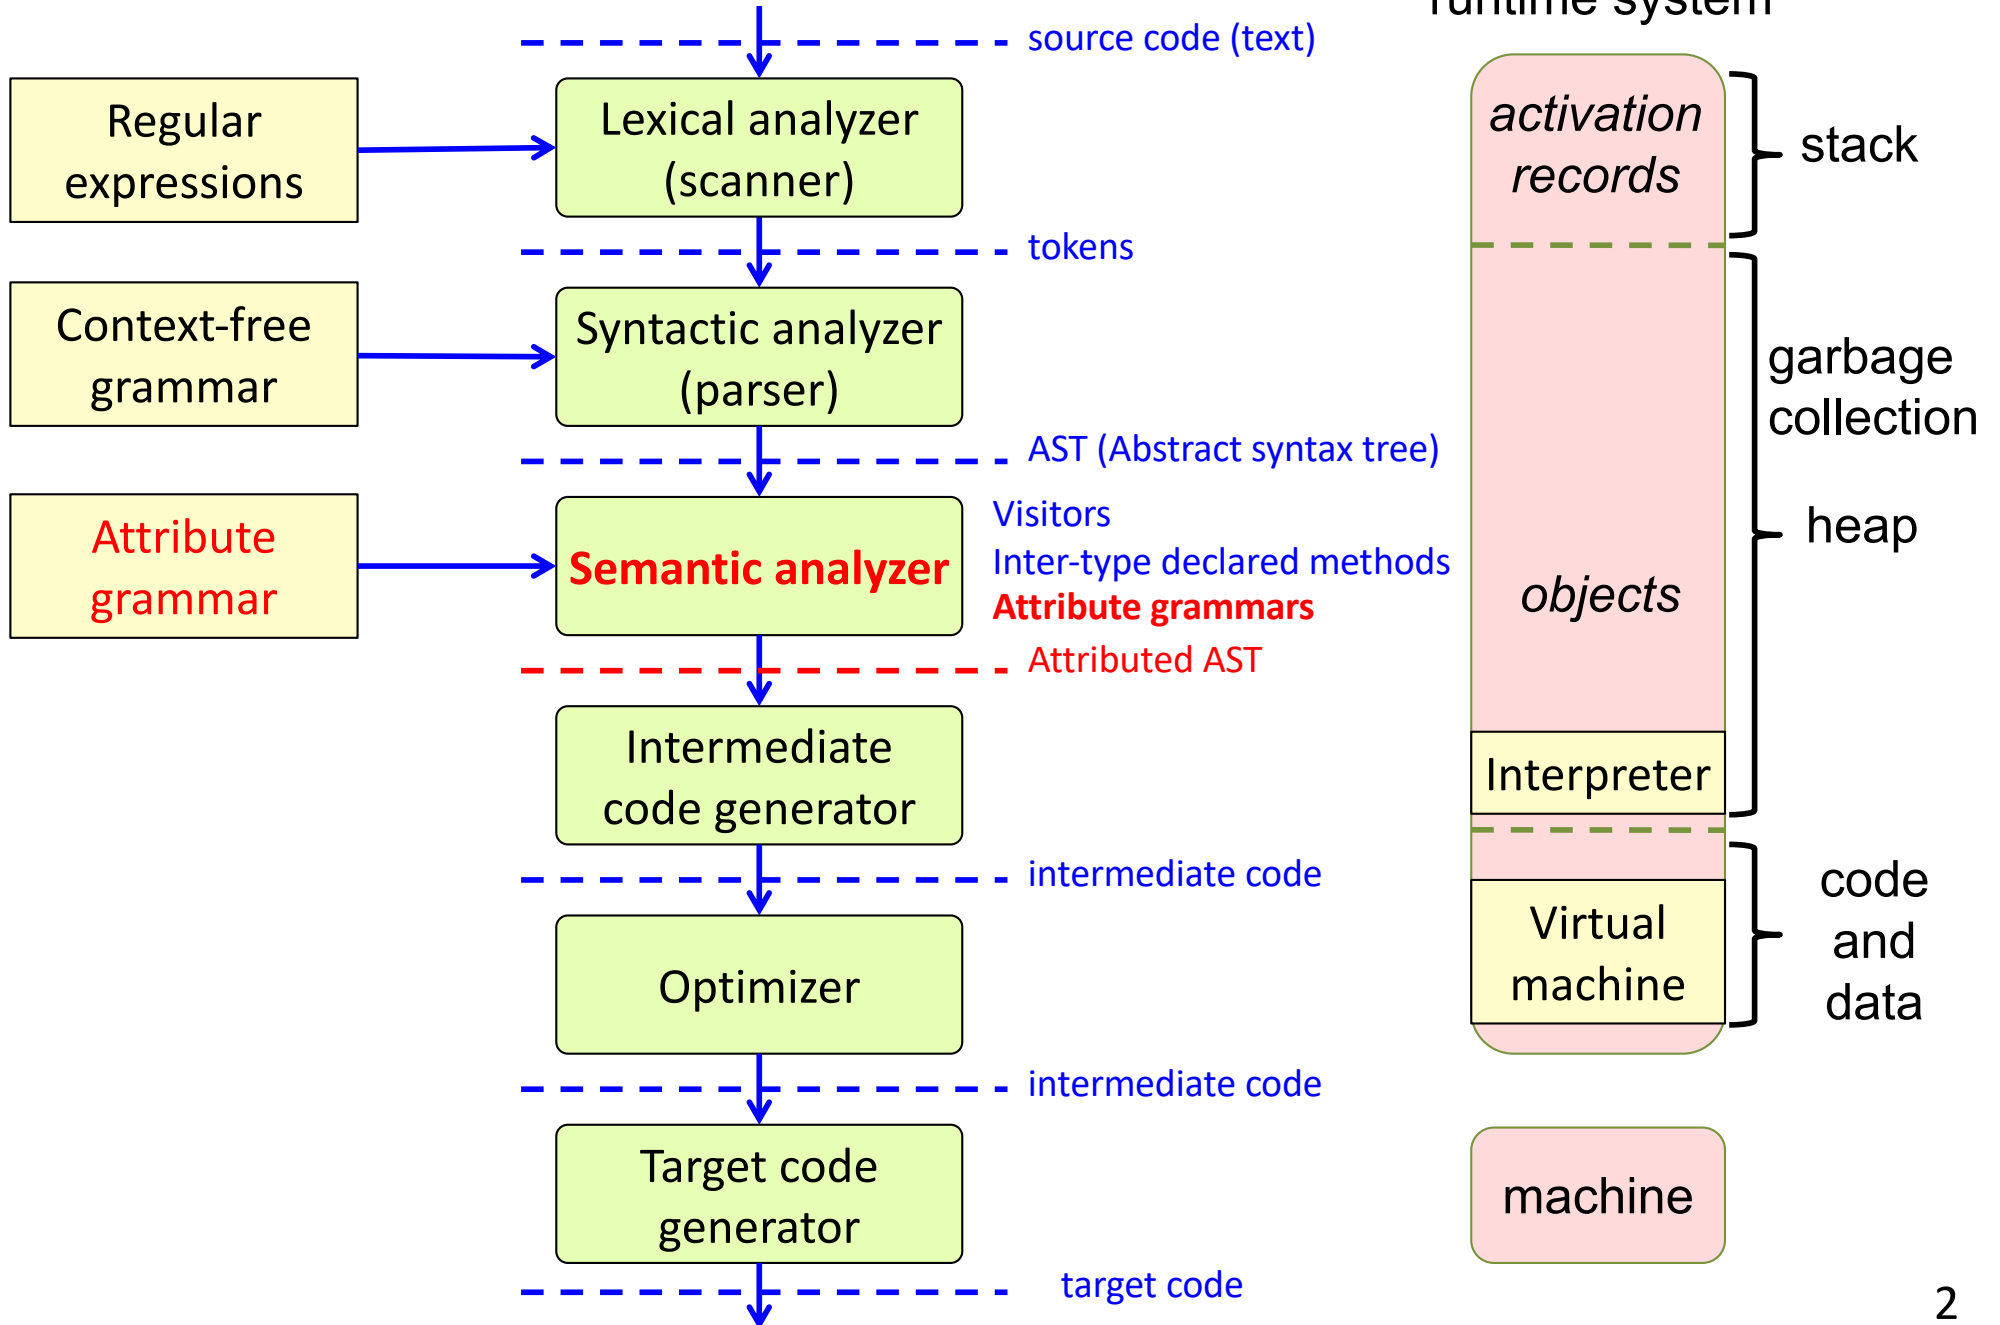 runtime system
source code (text)
Regular
expressions
Lexical analyzer
(scanner)
activation
records
stack
tokens
Context-free
grammar
Syntactic analyzer
(parser)
garbage
collection
AST (Abstract syntax tree)
Attribute
grammar
Semantic analyzer
Visitors
Inter-type declared methods
Attribute grammars
heap
objects
Attributed AST
Intermediate
code generator
Interpreter
intermediate code
Optimizer
Virtual
machine
code
and
data
intermediate code
Target code
generator
machine
target code
2